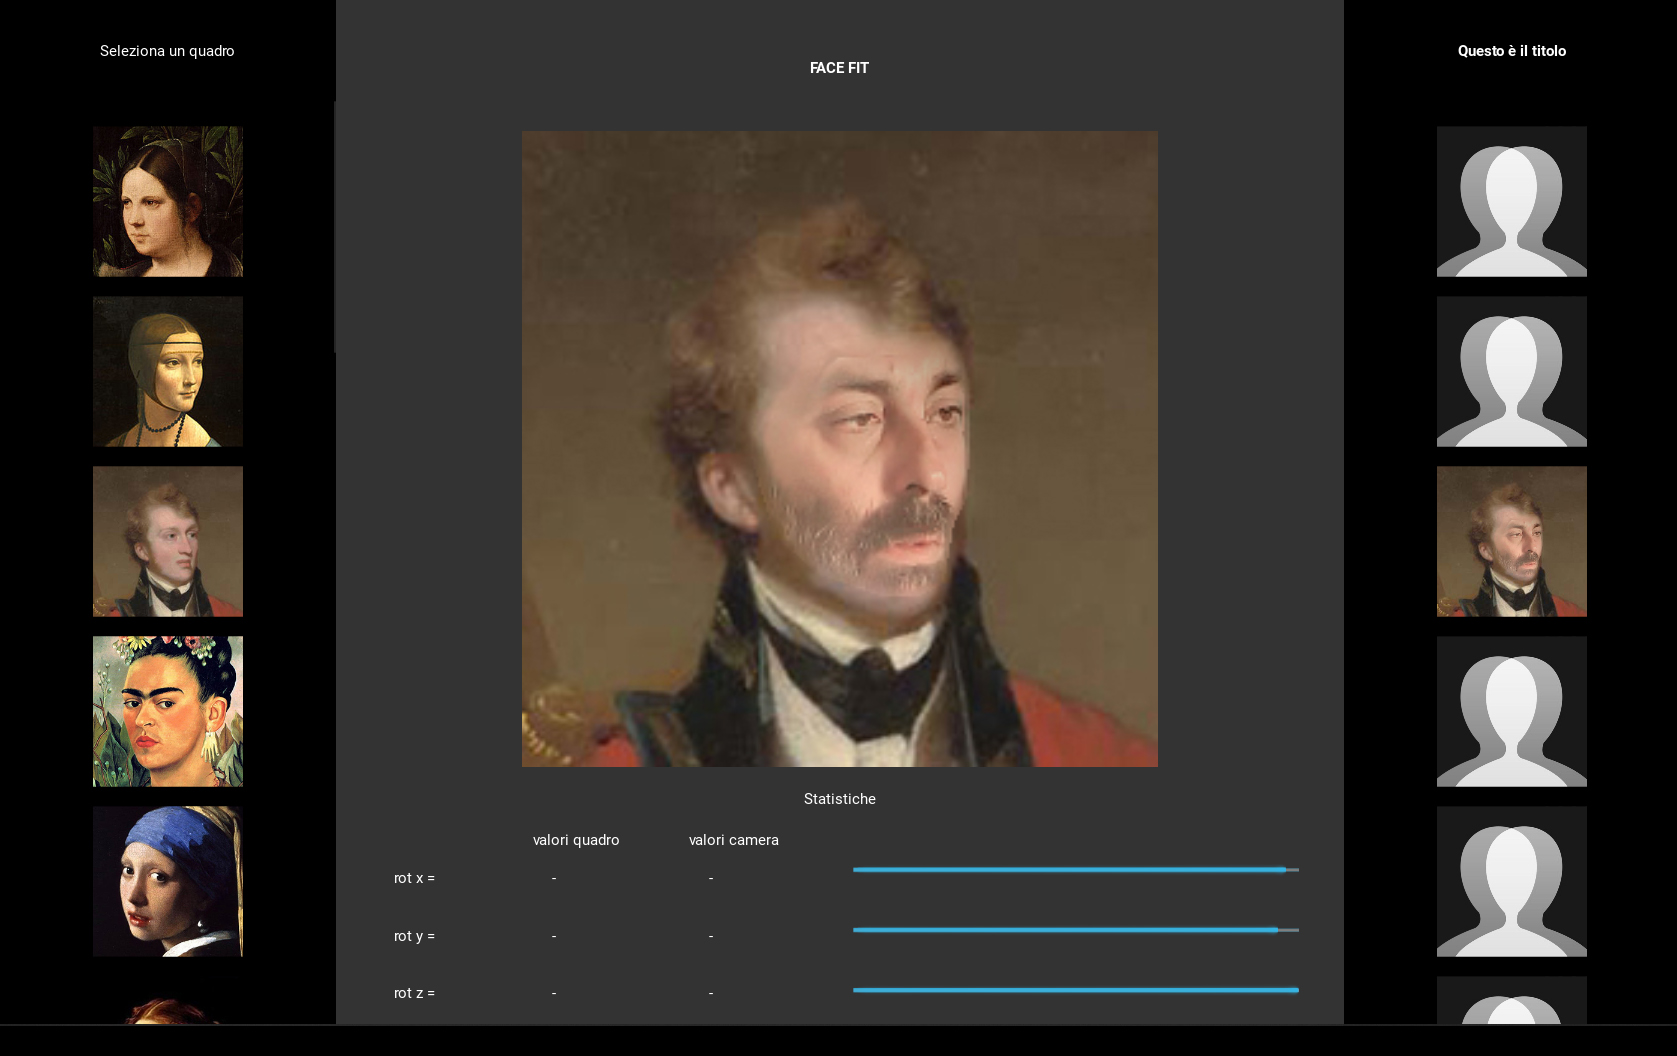 Seleziona un quadro
FACE FIT
Questo è il titolo
Statistiche
valori quadro valori camera
rot x = - -
rot y = - -
rot z = - -